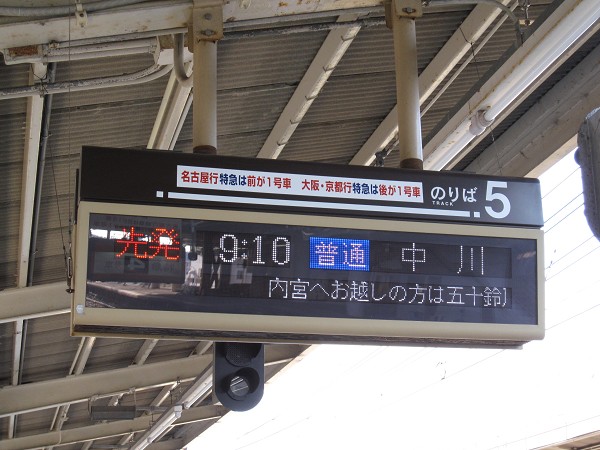 名古屋行特急は前が1号車 大阪・京都行特急は後が1号車
のりば 5
TRACK
先発 9:10 普通 中川
内宮へお越しの方は五十鈴川